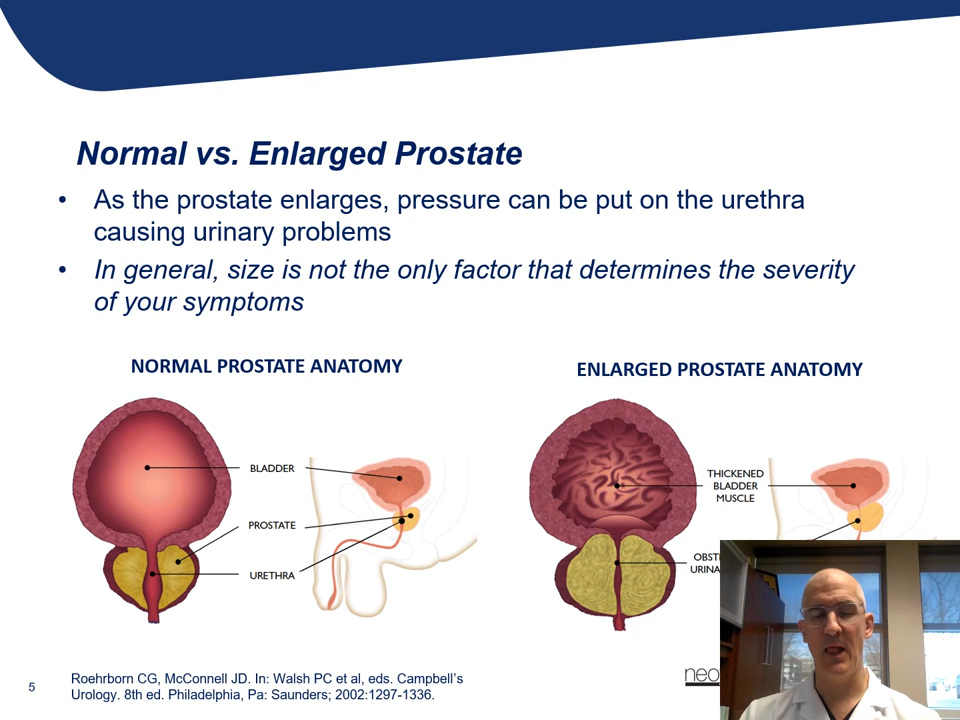 Normal vs. Enlarged Prostate
• As the prostate enlarges, pressure can be put on the urethra
causing urinary problems
• In general, size is not the only factor that determines the severity
of your symptoms
NORMAL PROSTATE ANATOMY
ENLARGED PROSTATE ANATOMY
BLADDER
PROSTATE
URETHRA
THICKENED
BLADDER
MUSCLE
Roehrborn CG, McConnell JD. In: Walsh PC et al, eds. Campbell’s
Urology. 8th ed. Philadelphia, Pa: Saunders; 2002:1297-1336.
5